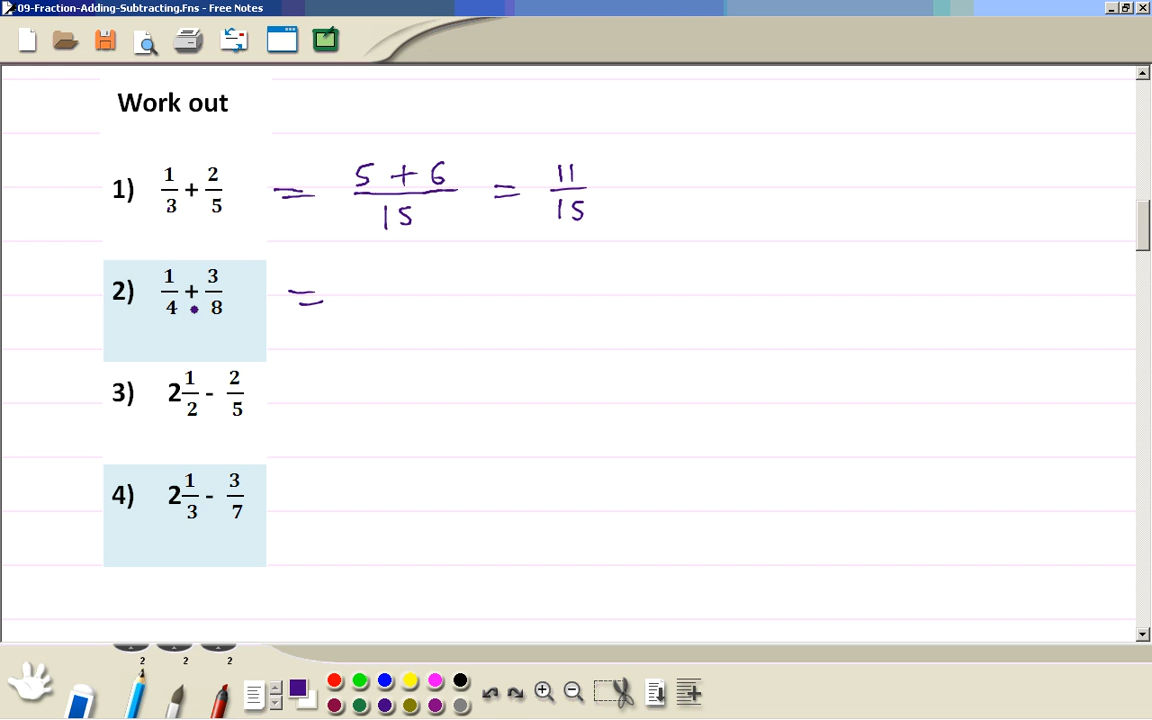 09-Fraction-Adding-Subtracting.Fns - Free Notes
Work out
1) 1/3 + 2/5 = 5 + 6/15 = 11/15
2) 1/4 + 3/8 =
3) 2 1/2 - 2/5
4) 2 1/3 - 3/7
2 2 2